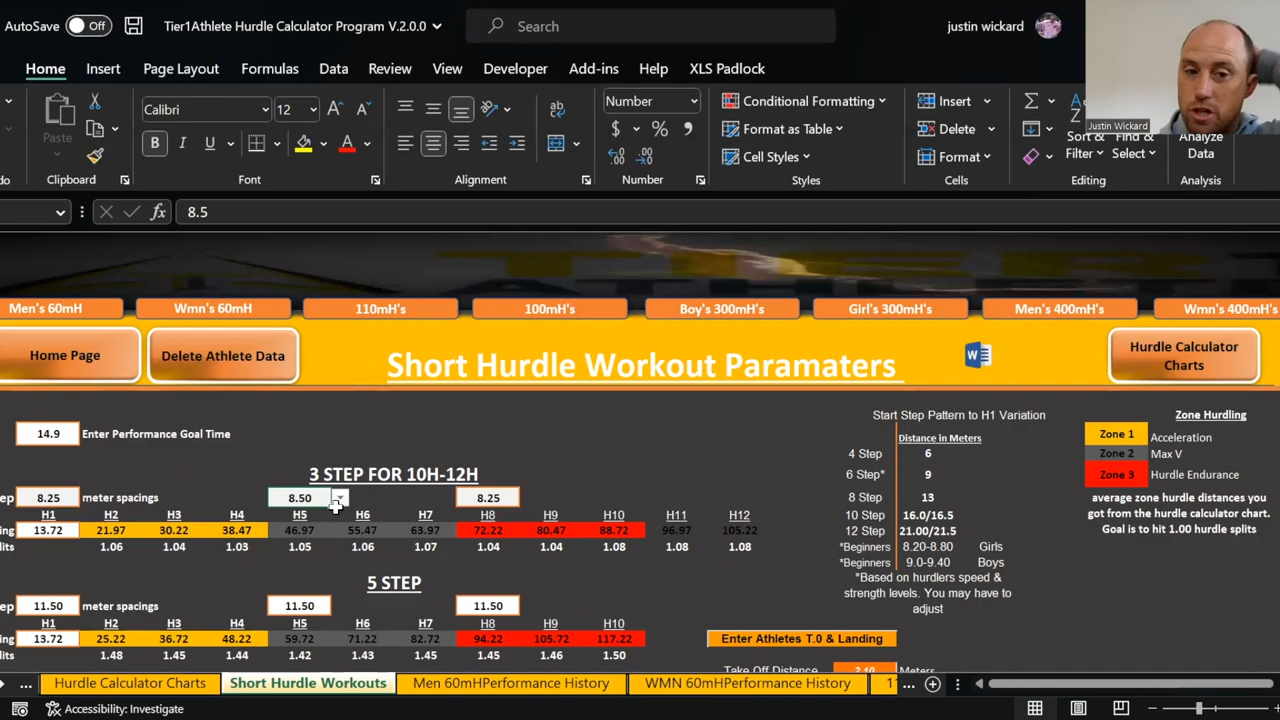 AutoSave Off Tier1Athlete Hurdle Calculator Program V.2.0.0 Search justin wickard
Home Insert Page Layout Formulas Data Review View Developer Add-ins Help XLS Padlock
Justin Wickard
Paste Calibri 12 Number Conditional Formatting Insert
B I U $ % Format as Table Delete Sort & Filter Find & Select Analyze Data
Cell Styles Format
do Clipboard Font Alignment Number Styles Cells Editing Analysis
fx 8.5
Men's 60mH Wmn's 60mH 110mH's 100mH's Boy's 300mH's Girl's 300mH's Men's 400mH's Wmn's 400mH's
Home Page Delete Athlete Data Short Hurdle Workout Paramaters Hurdle Calculator Charts
14.9 Enter Performance Goal Time
3 STEP FOR 10H-12H
ep 8.25 meter spacings 8.50 8.25
H1 H2 H3 H4 H5 H6 H7 H8 H9 H10 H11 H12
ing 13.72 21.97 30.22 38.47 46.97 55.47 63.97 72.22 80.47 88.72 96.97 105.22
lits 1.06 1.04 1.03 1.05 1.06 1.07 1.04 1.04 1.08 1.08 1.08
5 STEP
ep 11.50 meter spacings 11.50 11.50
H1 H2 H3 H4 H5 H6 H7 H8 H9 H10
ing 13.72 25.22 36.72 48.22 59.72 71.22 82.72 94.22 105.72 117.22
lits 1.48 1.45 1.44 1.42 1.43 1.45 1.45 1.46 1.50
Start Step Pattern to H1 Variation
Distance in Meters
4 Step 6
6 Step* 9
8 Step 13
10 Step 16.0/16.5
12 Step 21.00/21.5
*Beginners 8.20-8.80 Girls
*Beginners 9.0-9.40 Boys
*Based on hurdlers speed &
strength levels. You may have to
adjust
Enter Athletes T.0 & Landing
Take Off Distance 2.10 Meters
Zone Hurdling
Zone 1 Acceleration
Zone 2 Max V
Zone 3 Hurdle Endurance
average zone hurdle distances you
got from the hurdle calculator chart.
Goal is to hit 1.00 hurdle splits
... Hurdle Calculator Charts Short Hurdle Workouts Men 60mHPerformance History WMN 60mHPerformance History 1 ...
Accessibility: Investigate